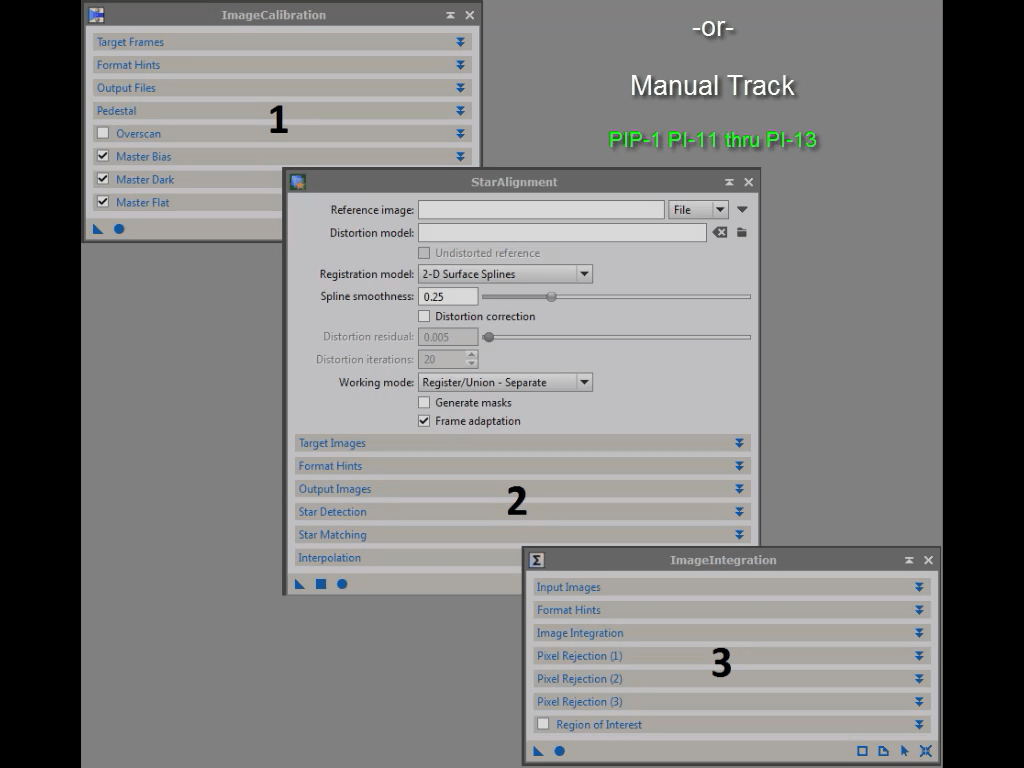 ImageCalibration
Target Frames
Format Hints
Output Files
Pedestal
Overscan
Master Bias
Master Dark
Master Flat
1
-or-
Manual Track
PIP-1 PI-11 thru PI-13
StarAlignment
Reference image: File
Distortion model:
Undistorted reference
Registration model: 2-D Surface Splines
Spline smoothness: 0.25
Distortion correction
Distortion residual: 0.005
Distortion iterations: 20
Working mode: Register/Union - Separate
Generate masks
Frame adaptation
Target Images
Format Hints
Output Images
Star Detection
Star Matching
Interpolation
2
ImageIntegration
Input Images
Format Hints
Image Integration
Pixel Rejection (1)
Pixel Rejection (2)
Pixel Rejection (3)
Region of Interest
3